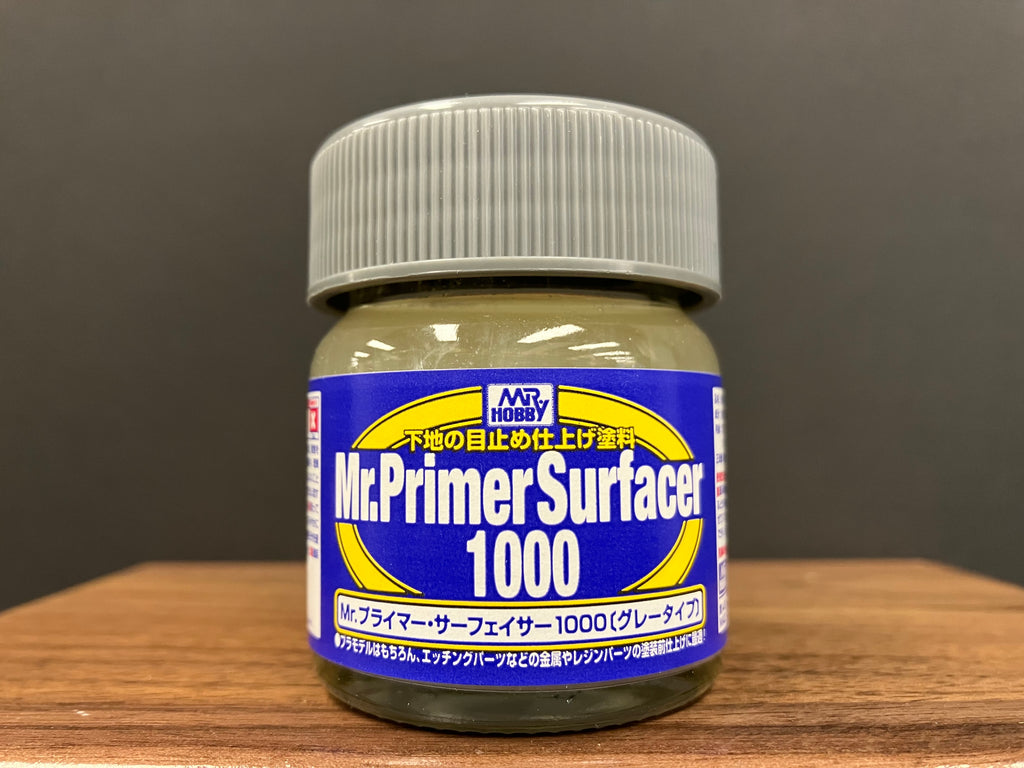 MR.
HOBBY
下地の目止め仕上げ塗料
Mr.Primer Surfacer
1000
Mr.プライマー・サーフェイサー1000〔グレータイプ〕
●プラモデルはもちろん、エッチングパーツなどの金属やレジンパーツの塗装前仕上げに最適！